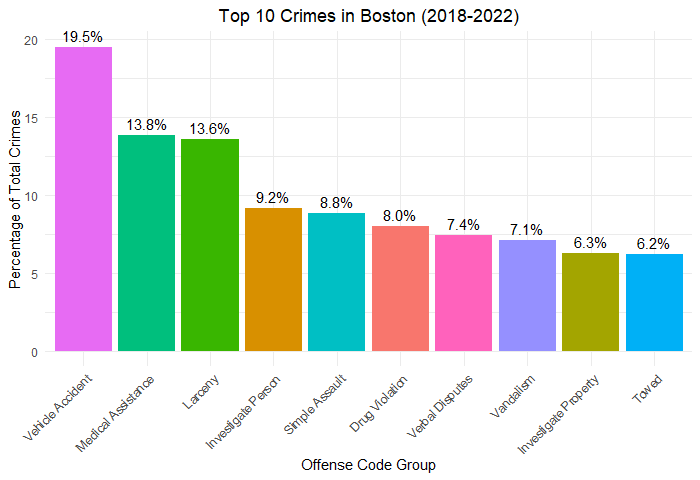 Top 10 Crimes in Boston (2018-2022)
Percentage of Total Crimes
20
15
10
5
0
19.5%
13.8%
13.6%
9.2%
8.8%
8.0%
7.4%
7.1%
6.3%
6.2%
Vehicle Accident
Medical Assistance
Larceny
Investigate Person
Simple Assault
Drug Violation
Verbal Disputes
Vandalism
Investigate Property
Towed
Offense Code Group